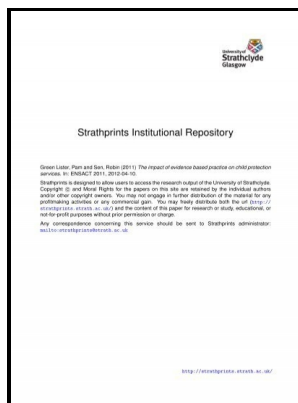 University of
Strathclyde
Glasgow
Strathprints Institutional Repository
Green Lister, Pam and Sen, Robin (2011) The impact of evidence based practice on child protection
services. In: ENSACT 2011, 2012-04-10.
Strathprints is designed to allow users to access the research output of the University of Strathclyde.
Copyright © and Moral Rights for the papers on this site are retained by the individual authors
and/or other copyright owners. You may not engage in further distribution of the material for any
profitmaking activities or any commercial gain. You may freely distribute both the url (http://
strathprints.strath.ac.uk/) and the content of this paper for research or study, educational, or
not-for-profit purposes without prior permission or charge.
Any correspondence concerning this service should be sent to Strathprints administrator:
mailto:strathprints@strath.ac.uk
http://strathprints.strath.ac.uk/